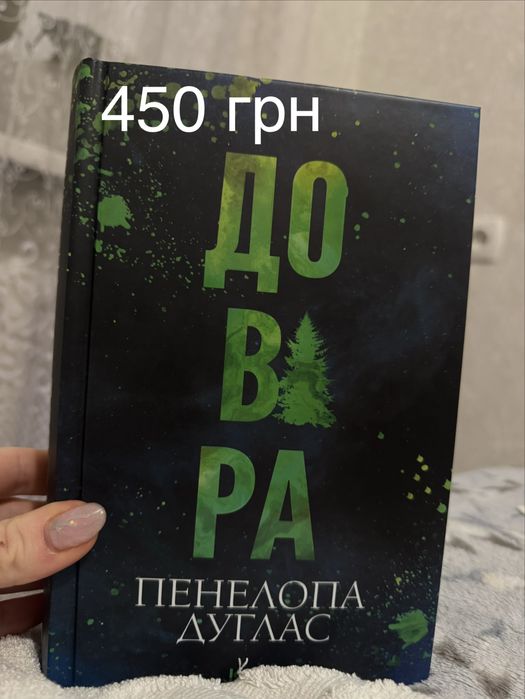 450 грн
ДО
В
РА
ПЕНЕЛОПА
ДУГЛАС